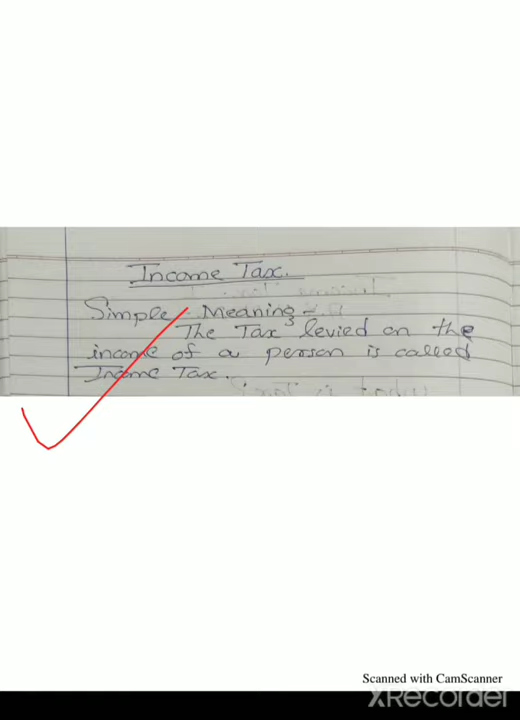 Income Tax.
Simple Meaning -
The Tax levied on the
income of a person is called
Income Tax.
Scanned with CamScanner
XRecorder